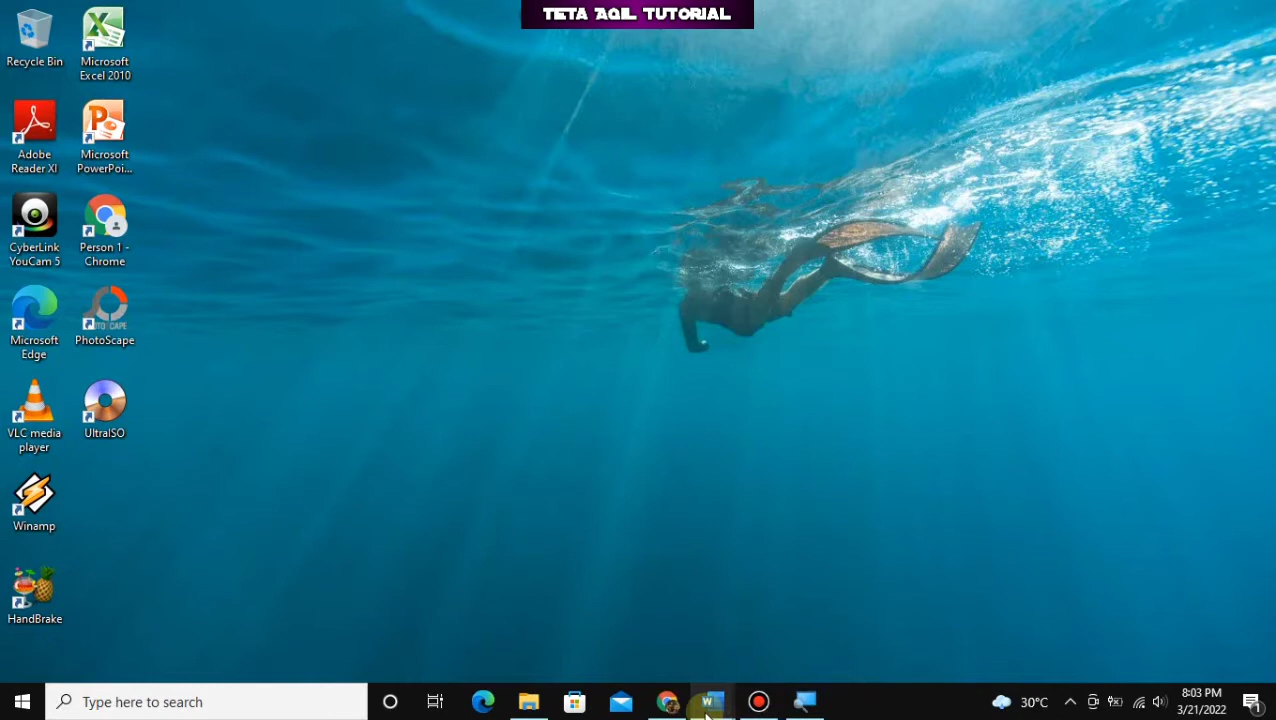 TETA AQIL TUTORIAL
Recycle Bin
Microsoft
Excel 2010
Adobe
Reader XI
Microsoft
PowerPoi...
CyberLink
YouCam 5
Person 1 -
Chrome
Microsoft
Edge
PhotoScape
VLC media
player
UltraISO
Winamp
HandBrake
Type here to search
30°C
8:03 PM
3/21/2022
1